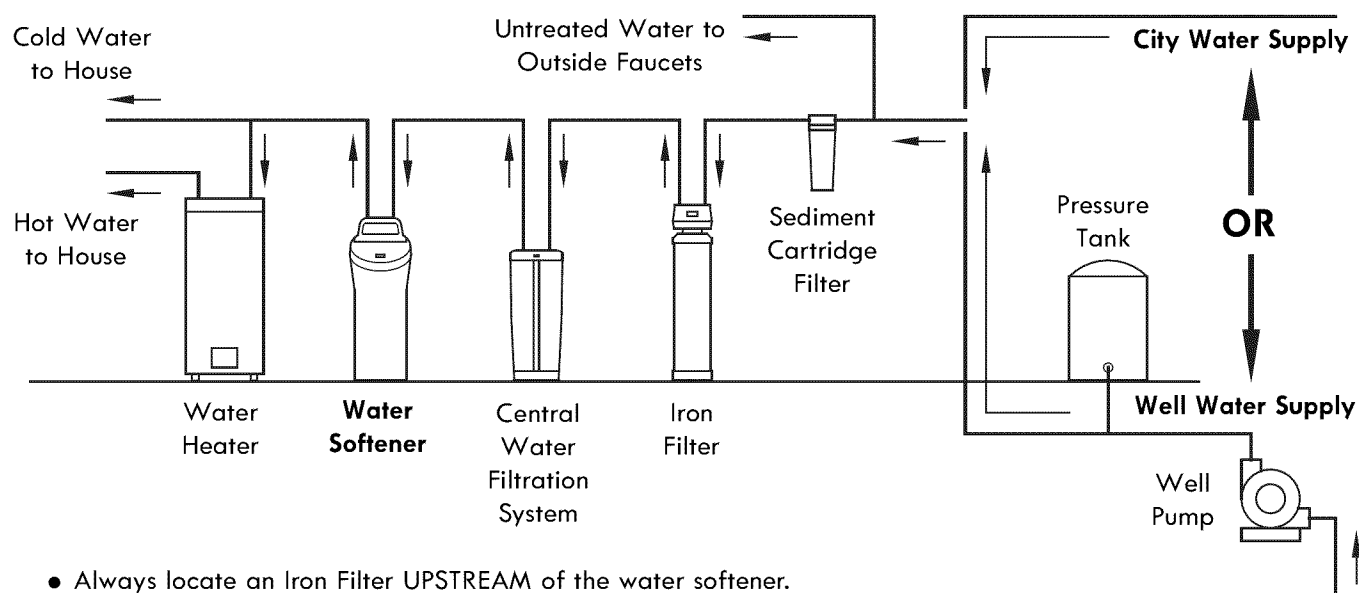 Cold Water
to House
Untreated Water to
Outside Faucets
City Water Supply
Hot Water
to House
Sediment
Cartridge
Filter
Pressure
Tank
OR
Water
Heater
Water
Softener
Central
Water
Filtration
System
Iron
Filter
Well Water Supply
Well
Pump
● Always locate an Iron Filter UPSTREAM of the water softener.